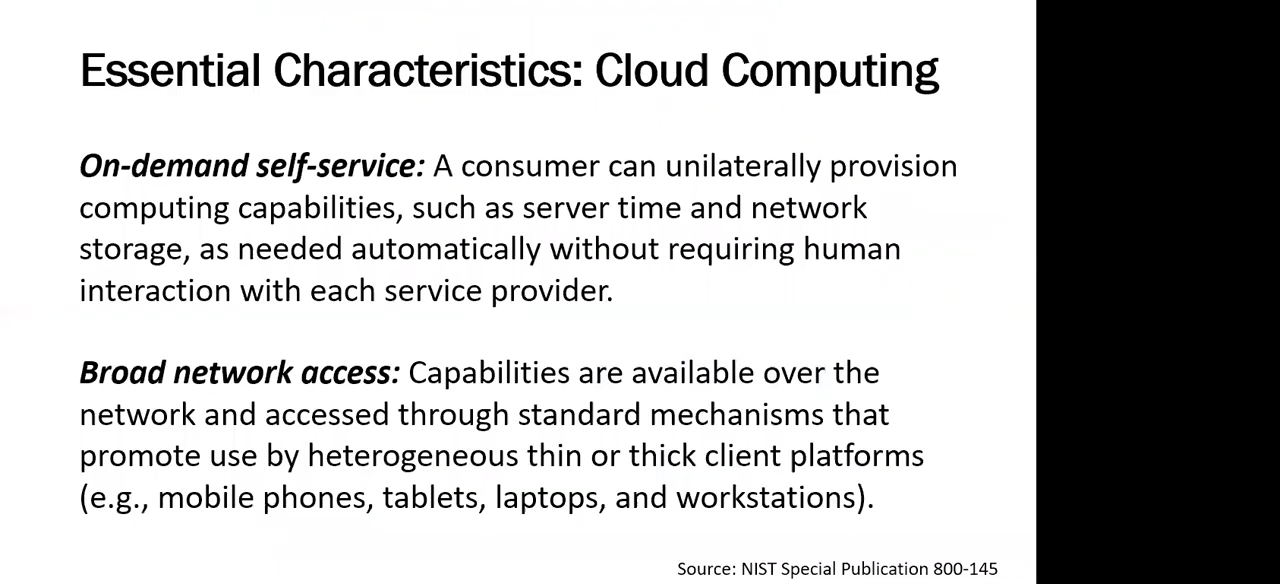 Essential Characteristics: Cloud Computing
On-demand self-service: A consumer can unilaterally provision
computing capabilities, such as server time and network
storage, as needed automatically without requiring human
interaction with each service provider.
Broad network access: Capabilities are available over the
network and accessed through standard mechanisms that
promote use by heterogeneous thin or thick client platforms
(e.g., mobile phones, tablets, laptops, and workstations).
Source: NIST Special Publication 800-145